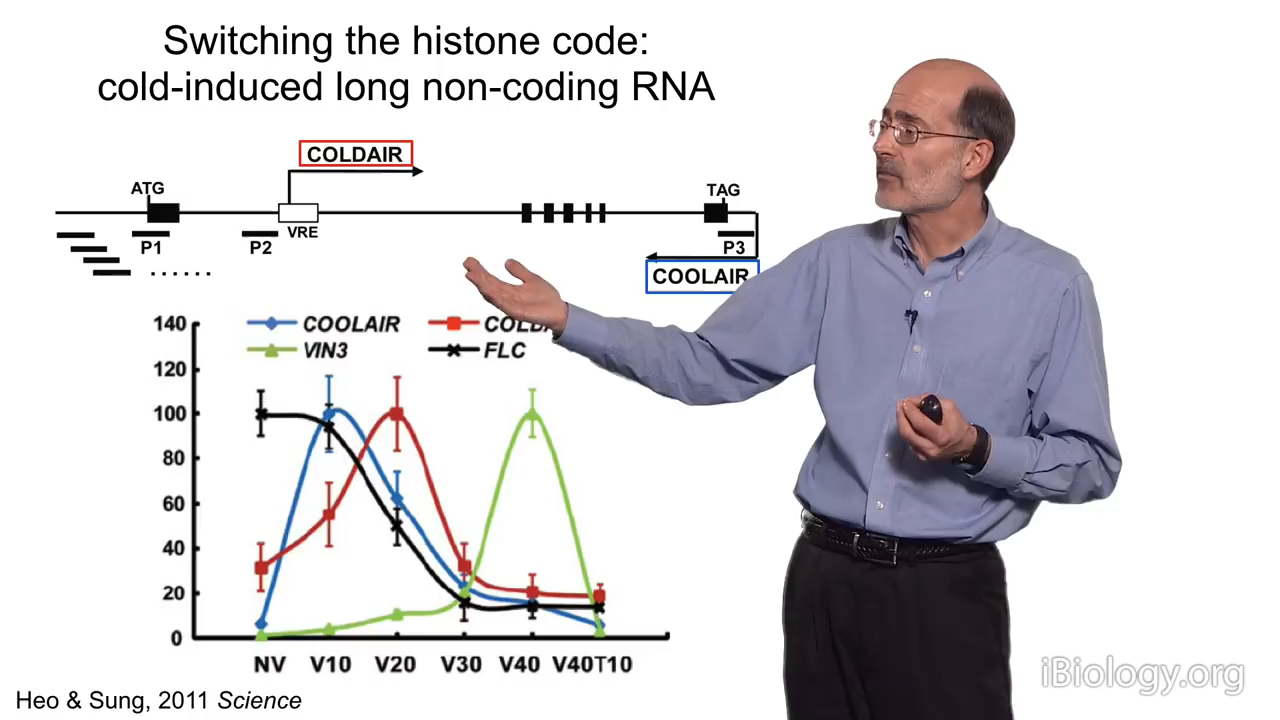 Switching the histone code:
cold-induced long non-coding RNA
COLDAIR
ATG
TAG
VRE
P1
P2
P3
COOLAIR
......
140
120
100
80
60
40
20
0
COOLAIR
VIN3
FLC
NV V10 V20 V30 V40 V40T10
Heo & Sung, 2011 Science
iBiology.org